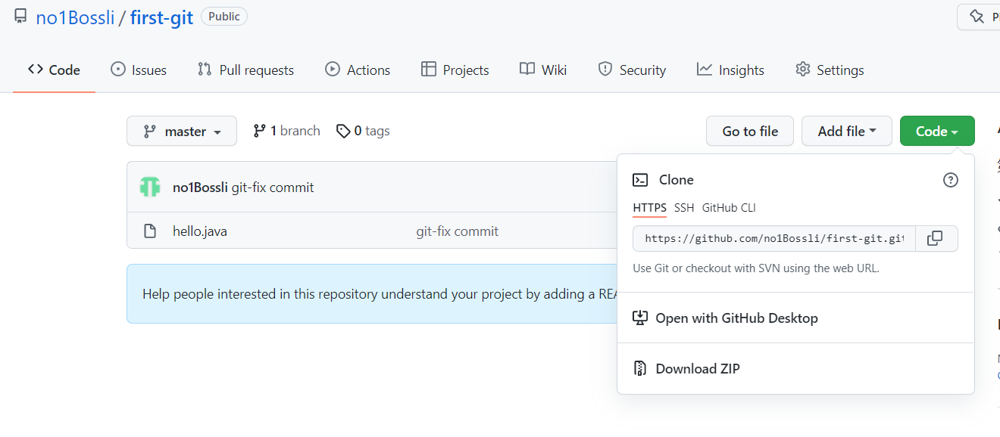 no1Bossli / first-git Public
Code Issues Pull requests Actions Projects Wiki Security Insights Settings
master 1 branch 0 tags Go to file Add file Code
no1Bossli git-fix commit
hello.java git-fix commit
Help people interested in this repository understand your project by adding a
Clone
HTTPS SSH GitHub CLI
https://github.com/no1Bossli/first-git.git
Use Git or checkout with SVN using the web URL.
Open with GitHub Desktop
Download ZIP